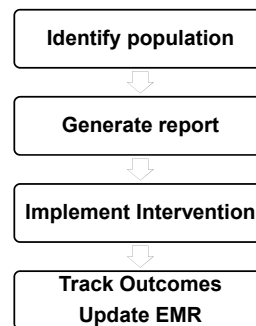 Identify population
Generate report
Implement Intervention
Track Outcomes
Update EMR